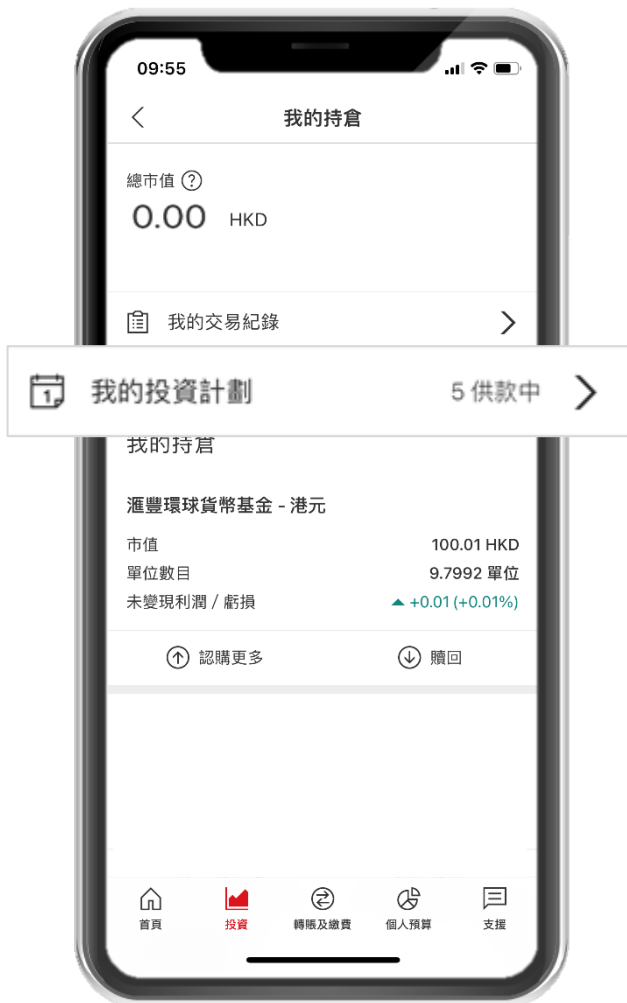 09:55
我的持倉
總市值 ?
0.00 HKD
我的交易紀錄
1 我的投資計劃 5 供款中
我的持倉
滙豐環球貨幣基金 - 港元
市值 100.01 HKD
單位數目 9.7992 單位
未變現利潤 / 虧損 ▲ +0.01 (+0.01%)
認購更多 贖回
首頁 投資 轉賬及繳費 個人預算 支援